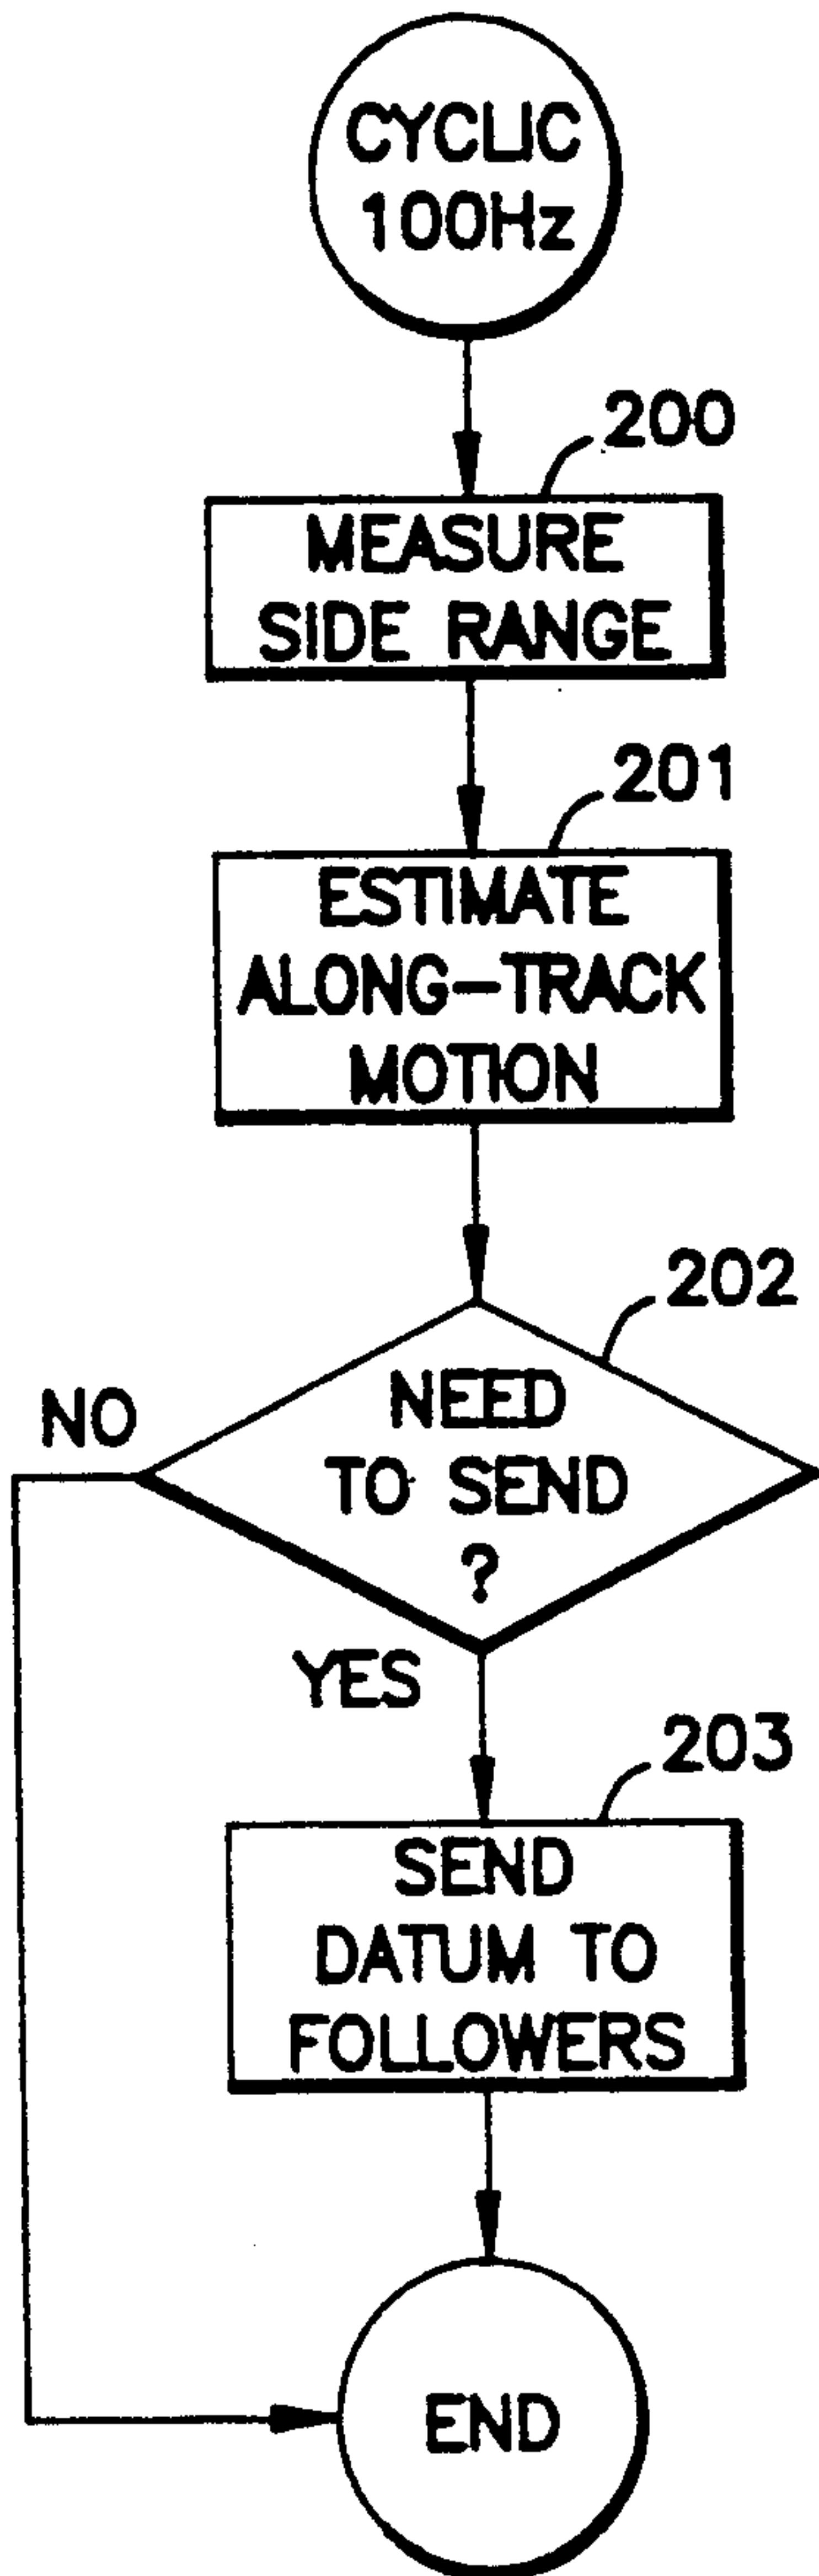 CYCLIC
100Hz
200
MEASURE
SIDE RANGE
201
ESTIMATE
ALONG-TRACK
MOTION
202
NO
NEED
TO SEND
?
YES
203
SEND
DATUM TO
FOLLOWERS
END